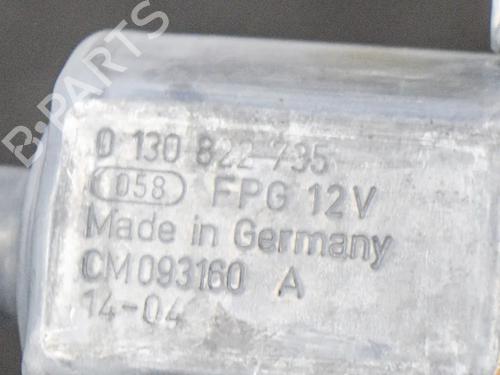 B-PARTS
0 130 822 735
058 FPG 12V
Made in Germany
CM093160 A
14-04